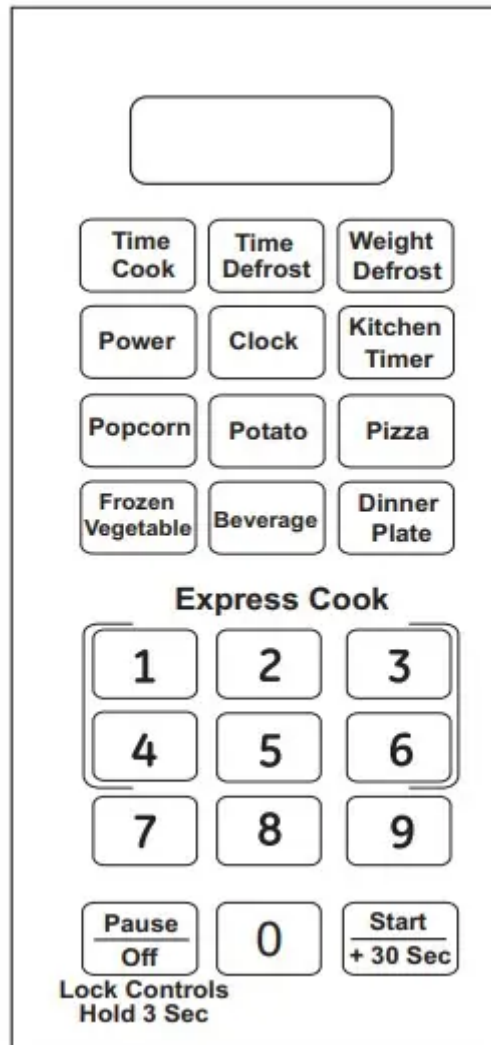 Time Cook
Time Defrost
Weight Defrost
Power
Clock
Kitchen Timer
Popcorn
Potato
Pizza
Frozen Vegetable
Beverage
Dinner Plate
Express Cook
1 2 3
4 5 6
7 8 9
Pause
Off
0
Start
+ 30 Sec
Lock Controls
Hold 3 Sec